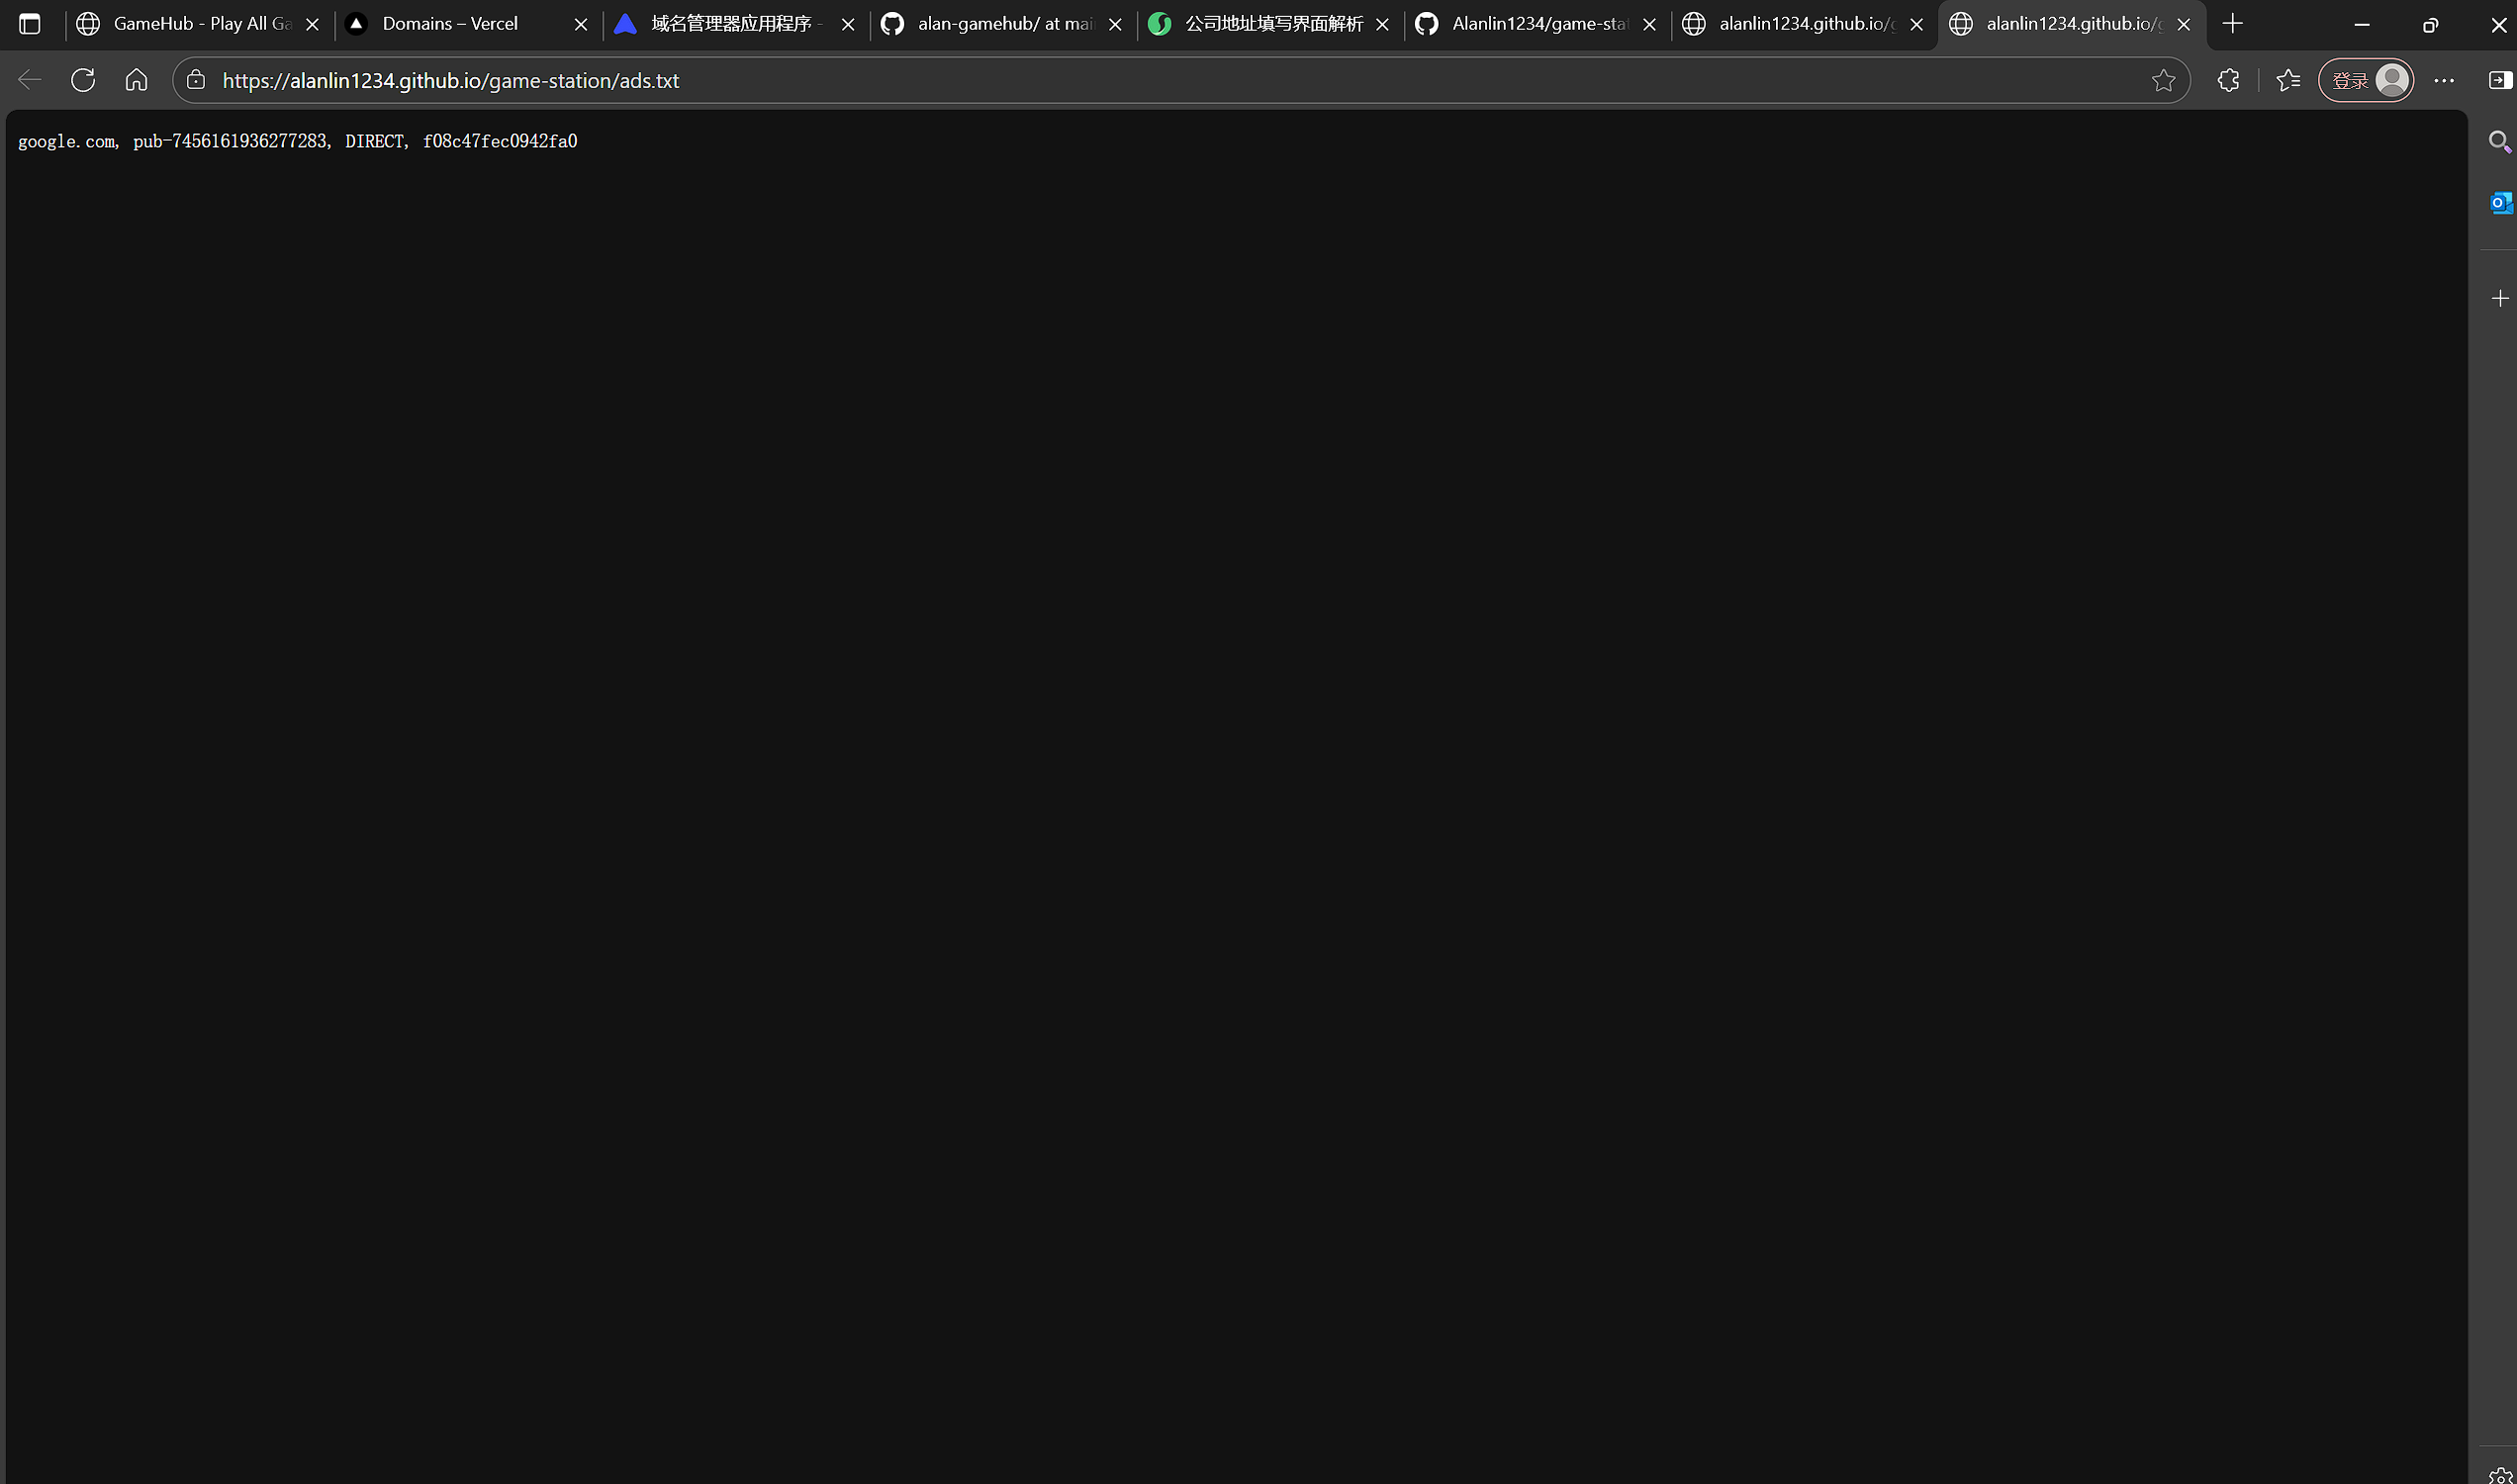 GameHub - Play All Ga
Domains – Vercel
域名管理器应用程序 -
alan-gamehub/ at mai
公司地址填写界面解析
Alanlin1234/game-stat
alanlin1234.github.io/g
alanlin1234.github.io/g
https://alanlin1234.github.io/game-station/ads.txt
登录
google.com, pub-7456161936277283, DIRECT, f08c47fec0942fa0